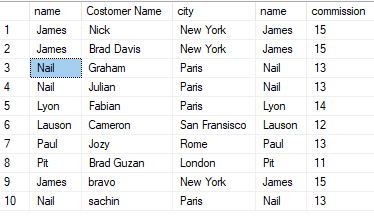 name Costomer Name city name commission
1 James Nick New York James 15
2 James Brad Davis New York James 15
3 Nail Graham Paris Nail 13
4 Nail Julian Paris Nail 13
5 Lyon Fabian Paris Lyon 14
6 Lauson Cameron San Fransisco Lauson 12
7 Paul Jozy Rome Paul 13
8 Pit Brad Guzan London Pit 11
9 James bravo New York James 15
10 Nail sachin Paris Nail 13